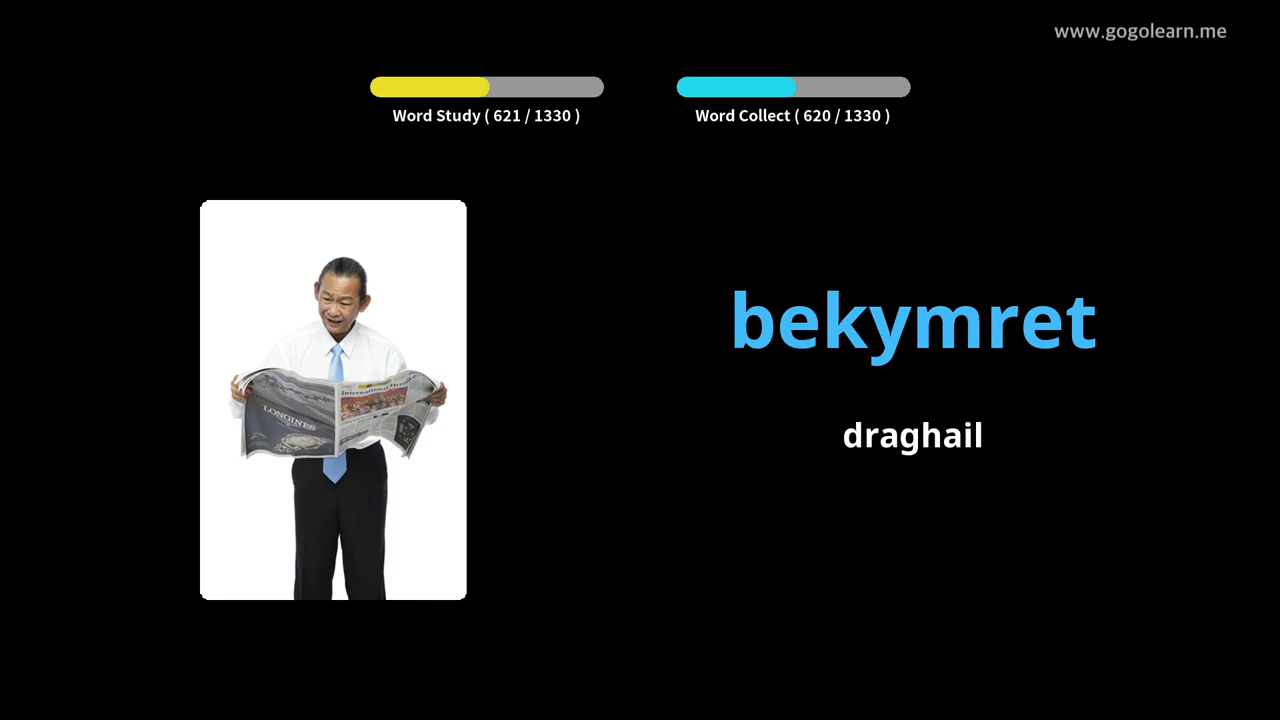 www.gogolearn.me
Word Study ( 621 / 1330 )
Word Collect ( 620 / 1330 )
bekymret
draghail
LONGINES
International Herald